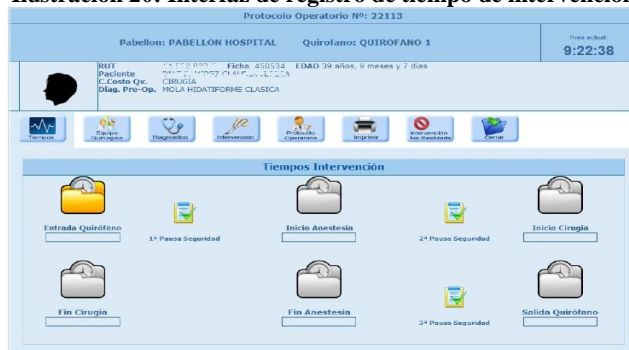 Ilustración 20: Interfaz de registro de tiempo de intervención
Protocolo Operatorio Nº: 22113
Pabellon: PABELLON HOSPITAL Quirofano: QUIROFANO 1
Hora actual:
9:22:38
RUT Ficha 450534 EDAD 39 años, 9 meses y 7 días
Paciente
C.Costo Qx. CIRUGIA
Diag. Pre-Op. MOLA HIDATIFORME CLASICA
Tiempos
Equipo Quirúrgico
Diagnostico
Intervención
Protocolo Operatorio
Imprimir
Intervención No Realizada
Cerrar
Tiempos Intervención
Entrada Quirófano
1ª Pausa Seguridad
Inicio Anestesia
2ª Pausa Seguridad
Inicio Cirugia
Fin Cirugia
Fin Anestesia
3ª Pausa Seguridad
Salida Quirófano